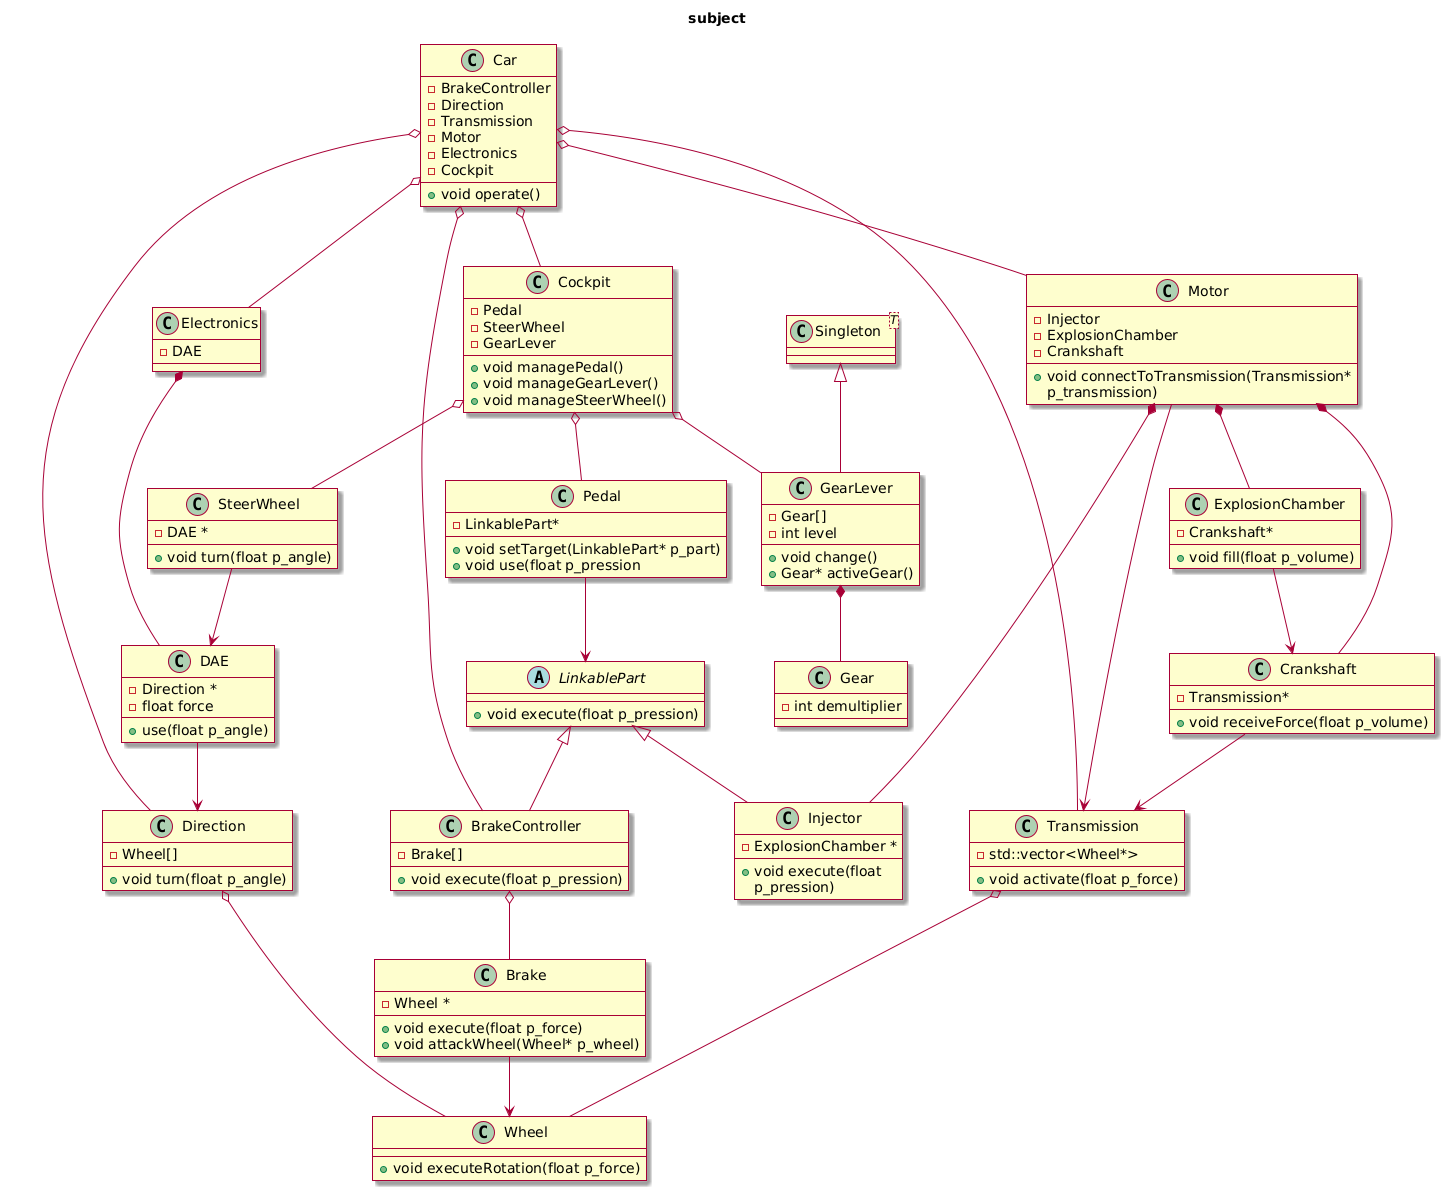 subject
C Car
BrakeController
Direction
Transmission
Motor
Electronics
Cockpit
void operate()
C Electronics
DAE
C Cockpit
Pedal
SteerWheel
GearLever
void managePedal()
void manageGearLever()
void manageSteerWheel()
C Singleton T
C Motor
Injector
ExplosionChamber
Crankshaft
void connectToTransmission(Transmission*
p_transmission)
C SteerWheel
DAE *
void turn(float p_angle)
C Pedal
LinkablePart*
void setTarget(LinkablePart* p_part)
void use(float p_pression
C GearLever
Gear[]
int level
void change()
Gear* activeGear()
C ExplosionChamber
Crankshaft*
void fill(float p_volume)
C DAE
Direction *
float force
use(float p_angle)
A LinkablePart
void execute(float p_pression)
C Gear
int demultiplier
C Crankshaft
Transmission*
void receiveForce(float p_volume)
C Direction
Wheel[]
void turn(float p_angle)
C BrakeController
Brake[]
void execute(float p_pression)
C Injector
ExplosionChamber *
void execute(float
p_pression)
C Transmission
std::vector<Wheel*>
void activate(float p_force)
C Brake
Wheel *
void execute(float p_force)
void attackWheel(Wheel* p_wheel)
C Wheel
void executeRotation(float p_force)